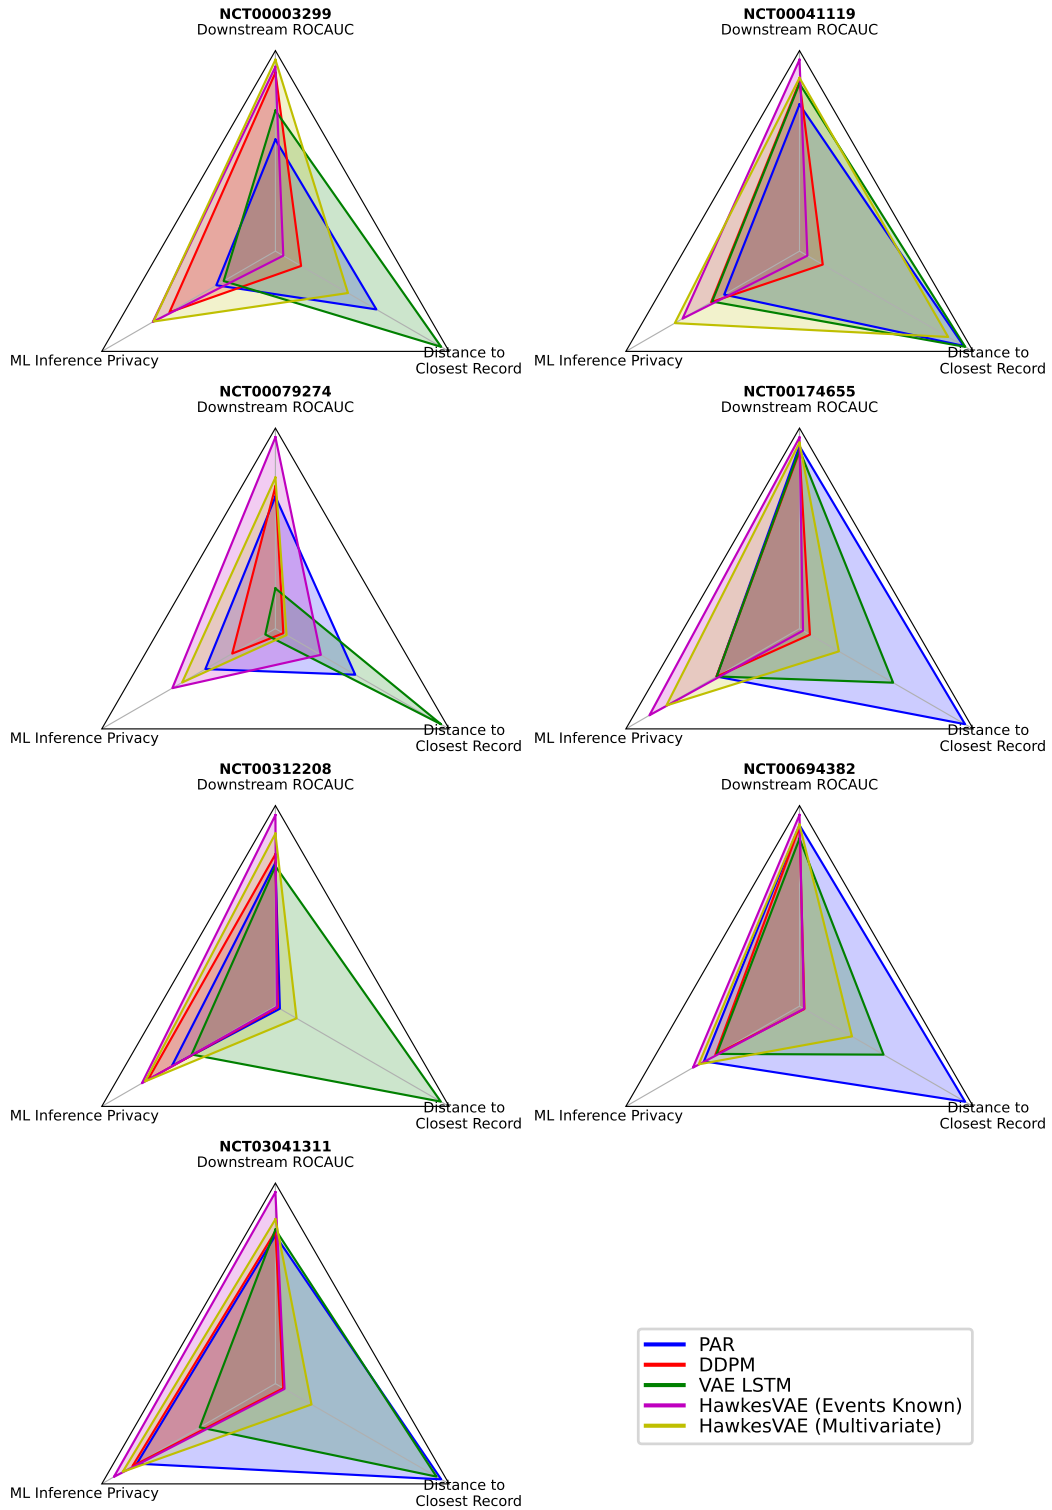 NCT00003299
Downstream ROCAUC
ML Inference Privacy
Distance to
Closest Record
NCT00041119
Downstream ROCAUC
ML Inference Privacy
Distance to
Closest Record
NCT00079274
Downstream ROCAUC
ML Inference Privacy
Distance to
Closest Record
NCT00174655
Downstream ROCAUC
ML Inference Privacy
Distance to
Closest Record
NCT00312208
Downstream ROCAUC
ML Inference Privacy
Distance to
Closest Record
NCT00694382
Downstream ROCAUC
ML Inference Privacy
Distance to
Closest Record
NCT03041311
Downstream ROCAUC
ML Inference Privacy
Distance to
Closest Record
PAR
DDPM
VAE LSTM
HawkesVAE (Events Known)
HawkesVAE (Multivariate)